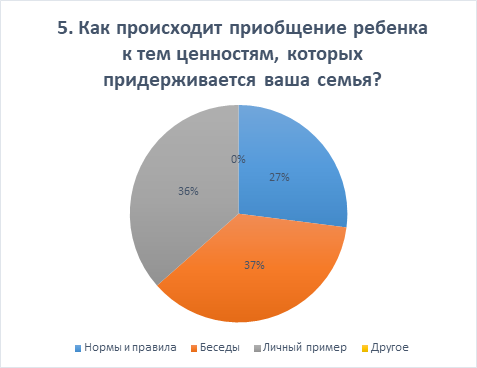 5. Как происходит приобщение ребенка
к тем ценностям, которых
придерживается ваша семья?
0%
27%
36%
37%
Нормы и правила Беседы Личный пример Другое